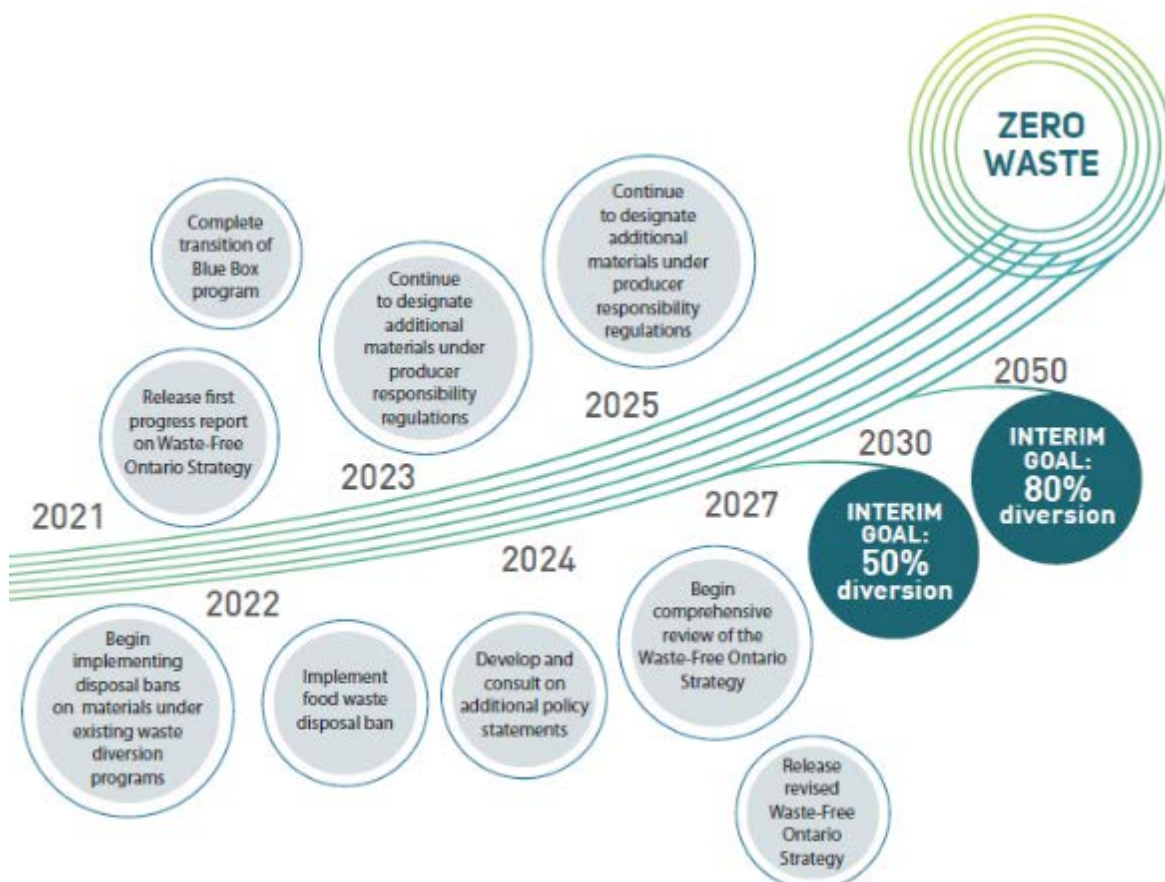 ZERO
WASTE
Complete
transition of
Blue Box
program
Continue
to designate
additional
materials under
producer
responsibility
regulations
Continue
to designate
additional
materials under
producer
responsibility
regulations
Release first
progress report
on Waste-Free
Ontario Strategy
2021
2022
2023
2024
2025
2027
2030
2050
INTERIM
GOAL:
50%
diversion
INTERIM
GOAL:
80%
diversion
Begin
implementing
disposal bans
on materials under
existing waste
diversion
programs
Implement
food waste
disposal ban
Develop and
consult on
additional policy
statements
Begin
comprehensive
review of the
Waste-Free Ontario
Strategy
Release
revised
Waste-Free
Ontario
Strategy